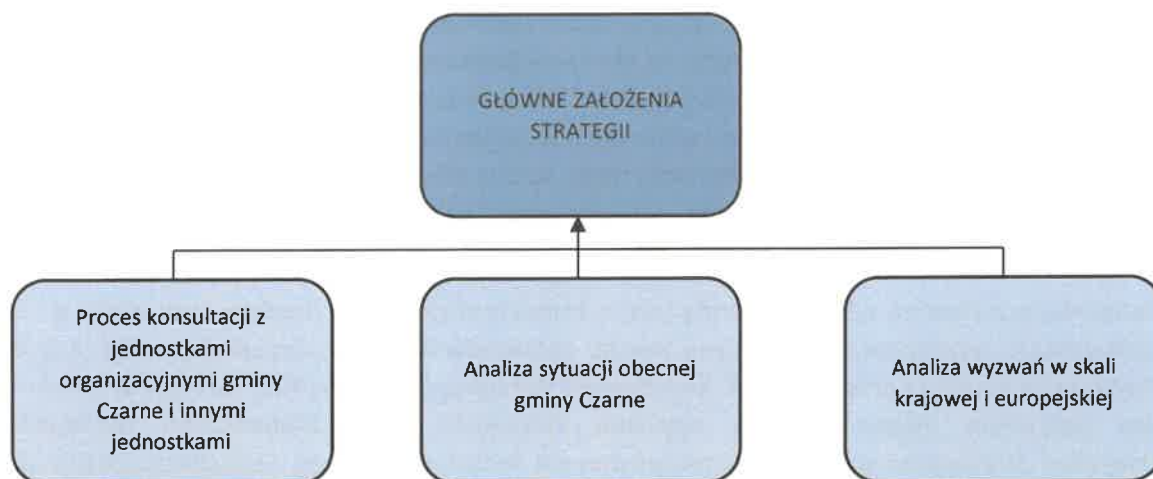 GŁÓWNE ZAŁOŻENIA
STRATEGII
Proces konsultacji z
jednostkami
organizacyjnymi gminy
Czarne i innymi
jednostkami
Analiza sytuacji obecnej
gminy Czarne
Analiza wyzwań w skali
krajowej i europejskiej